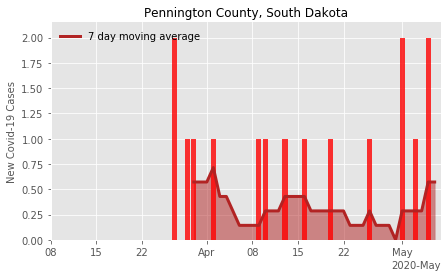 Pennington County, South Dakota
7 day moving average
New Covid-19 Cases
2.00
1.75
1.50
1.25
1.00
0.75
0.50
0.25
0.00
08 15 22 Apr 08 15 22 May
2020-May